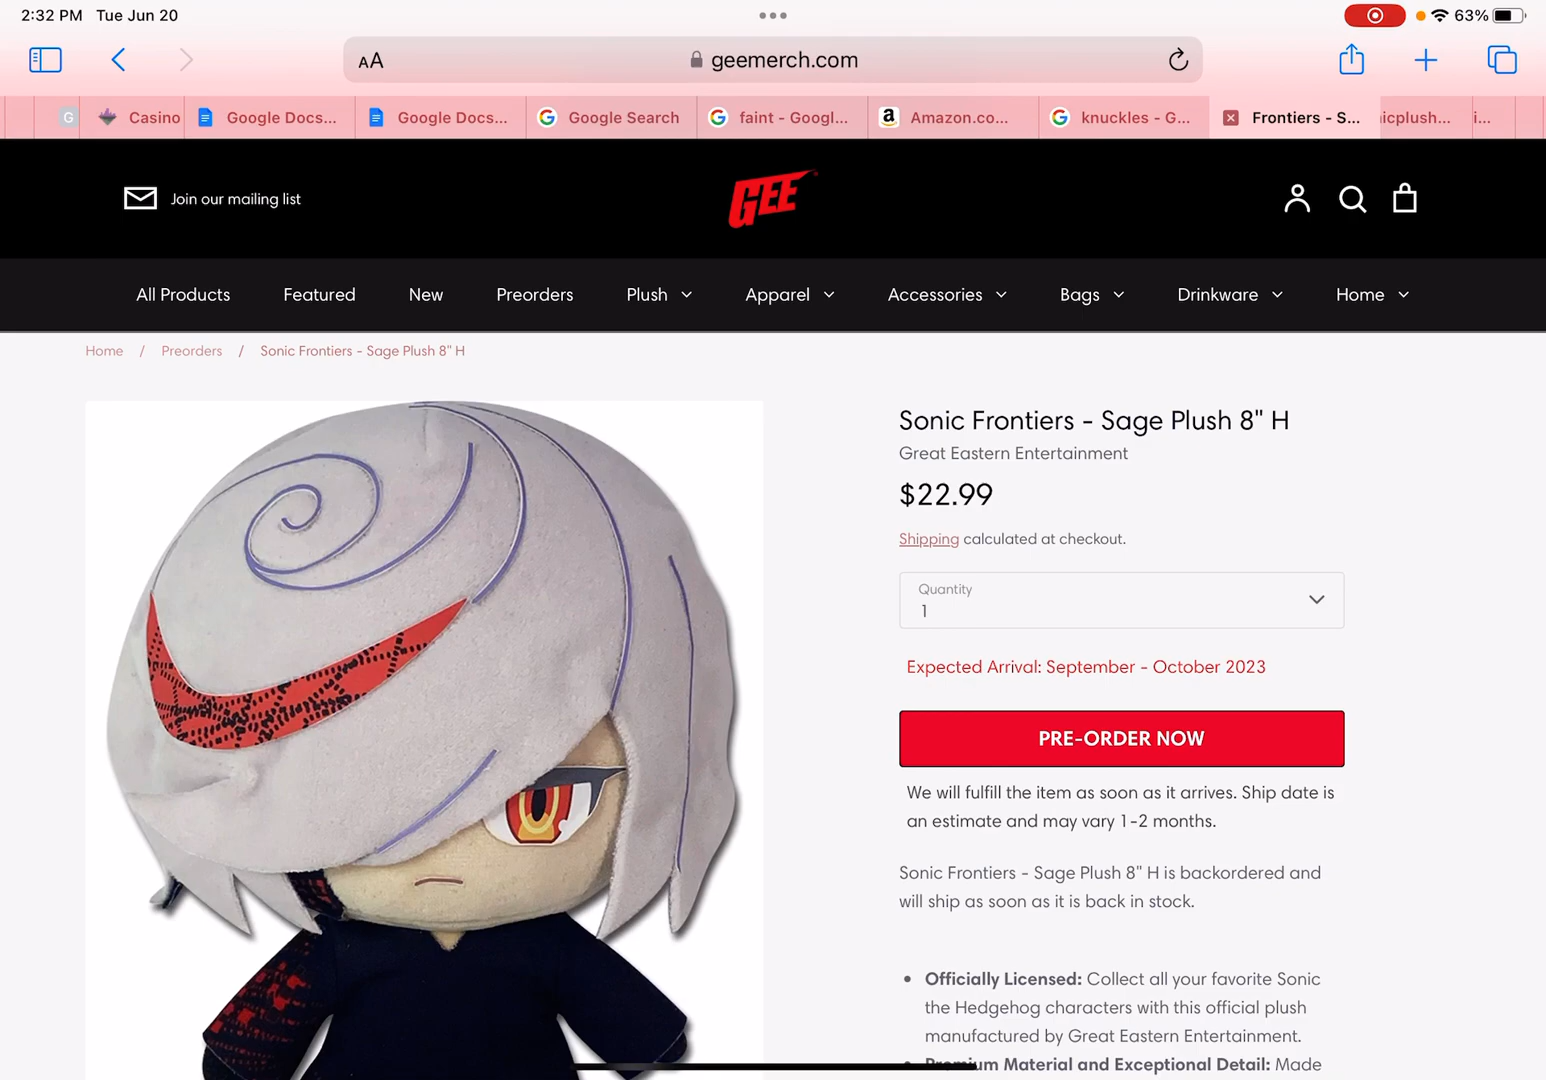 2:32 PM Tue Jun 20
63%
AA
geemerch.com
G
Casino
Google Docs...
Google Docs...
Google Search
faint - Googl...
Amazon.co...
knuckles - G...
Frontiers - S...
icplush...
i...
Join our mailing list
GEE
All Products
Featured
New
Preorders
Plush
Apparel
Accessories
Bags
Drinkware
Home
Home / Preorders / Sonic Frontiers - Sage Plush 8" H
Sonic Frontiers - Sage Plush 8" H
Great Eastern Entertainment
$22.99
Shipping calculated at checkout.
Quantity
1
Expected Arrival: September - October 2023
PRE-ORDER NOW
We will fulfill the item as soon as it arrives. Ship date is
an estimate and may vary 1-2 months.
Sonic Frontiers - Sage Plush 8" H is backordered and
will ship as soon as it is back in stock.
• Officially Licensed: Collect all your favorite Sonic
the Hedgehog characters with this official plush
manufactured by Great Eastern Entertainment.
• Premium Material and Exceptional Detail: Made